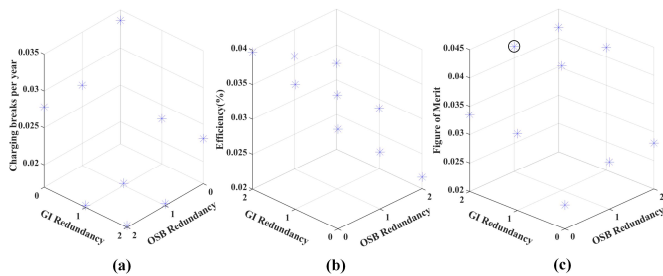 0.035
0.03
0.025
0.02
Charging breaks per year
0
1
2
GI Redundancy
2
1
0
OSB Redundancy
(a)
0.04
0.035
0.03
0.025
0.02
Efficiency(%)
2
1
0
GI Redundancy
0
1
2
OSB Redundancy
(b)
0.045
0.04
0.035
0.03
0.025
0.02
Figure of Merit
2
1
0
GI Redundancy
0
1
2
OSB Redundancy
(c)